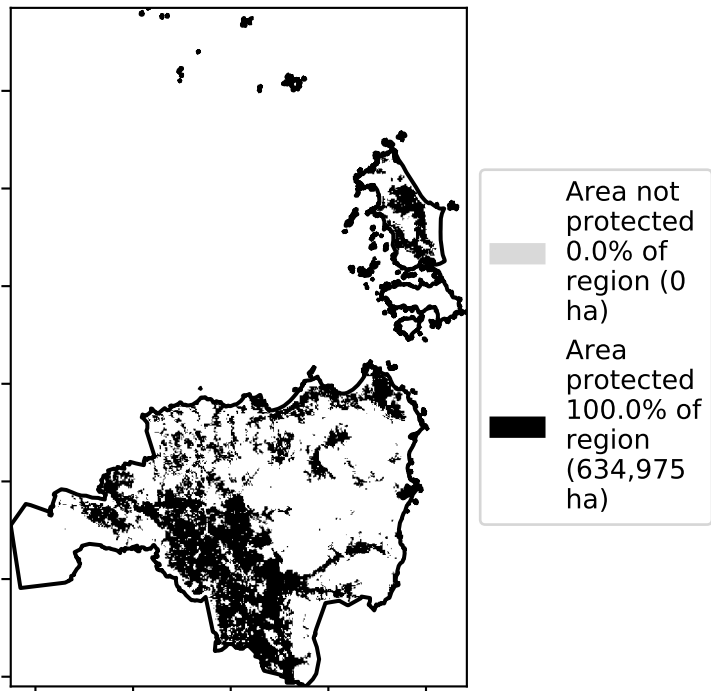 Area not
protected
0.0% of
region (0
ha)
Area
protected
100.0% of
region
(634,975
ha)